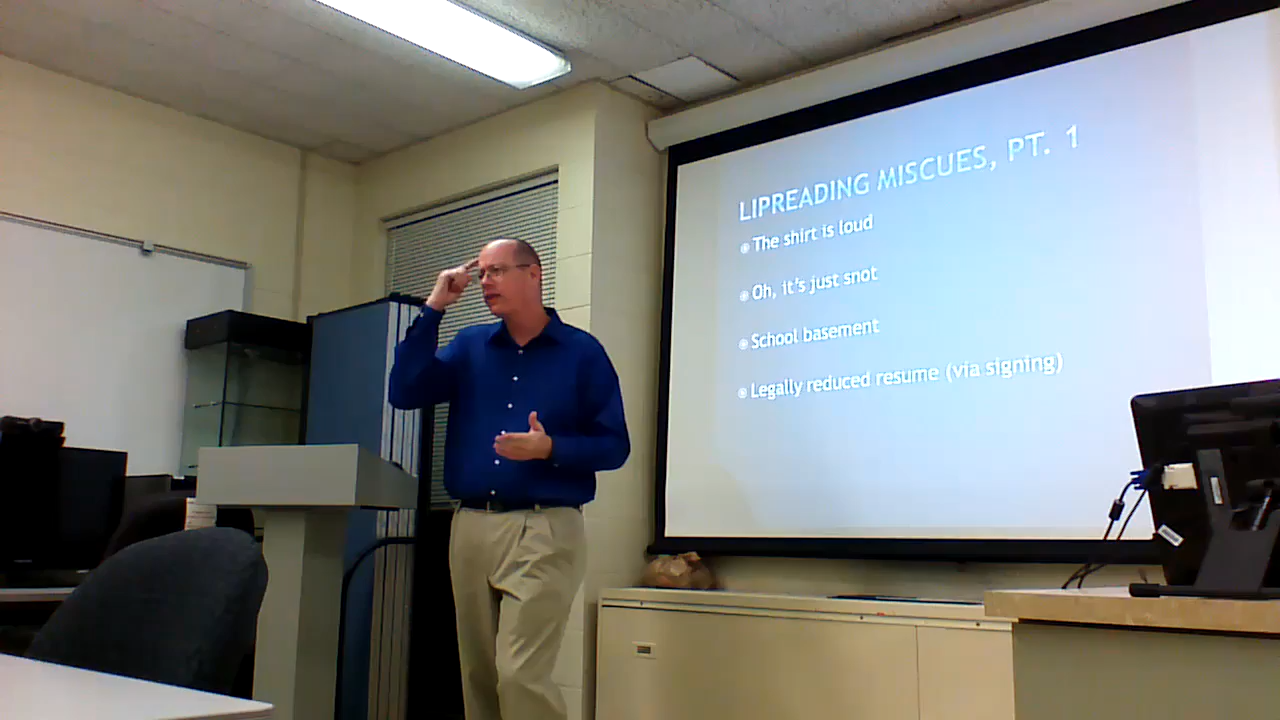 LIPREADING MISCUES, PT. 1
The shirt is loud
Oh, it's just snot
School basement
Legally reduced resume (via signing)